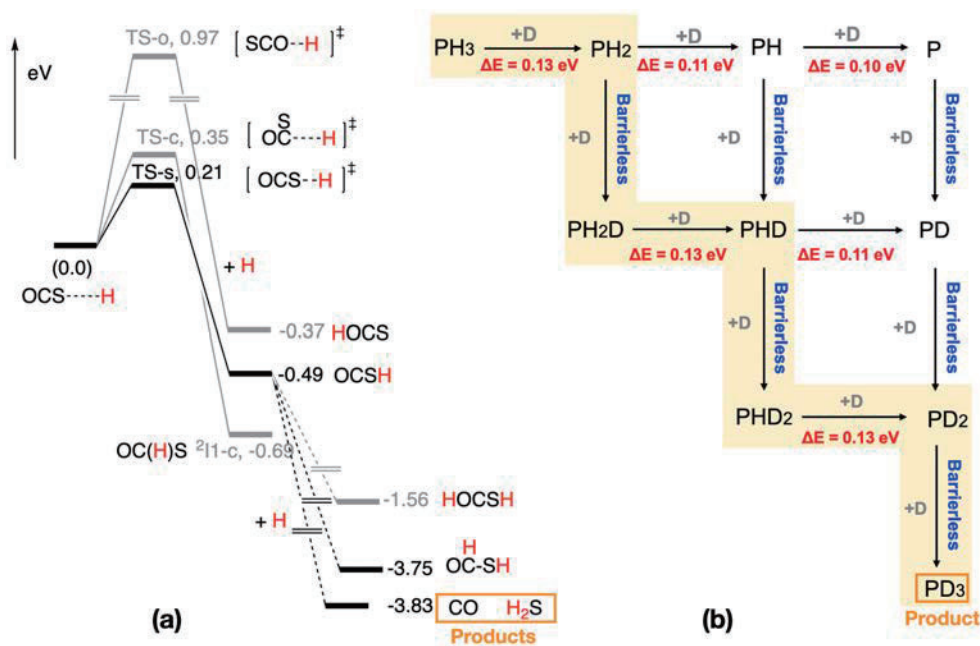 eV
TS-o, 0.97
[ SCO--H ]‡
TS-c, 0.35
S
[ OC----H ]‡
TS-s, 0.21
[ OCS--H ]‡
(0.0)
OCS----H
+ H
-0.37 HOCS
-0.49 OCSH
OC(H)S ²I1-c, -0.69
-1.56 HOCSH
+ H
H
-3.75 OC-SH
-3.83 CO H₂S
Products
(a)
PH3 +D PH2 +D PH +D P
ΔE = 0.13 eV ΔE = 0.11 eV ΔE = 0.10 eV
+D Barrierless +D Barrierless +D Barrierless
PH2D +D PHD +D PD
ΔE = 0.13 eV ΔE = 0.11 eV
+D Barrierless +D Barrierless
PHD2 +D PD2
ΔE = 0.13 eV
+D Barrierless
PD3
Product
(b)